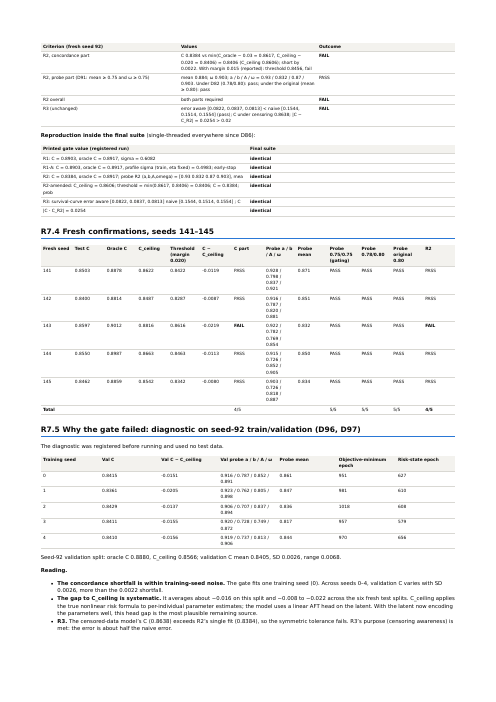 Criterion (fresh seed 92) Values Outcome
R2, concordance part C 0.8384 vs min(C_oracle − 0.03 = 0.8617, C_ceiling − FAIL
0.020 = 0.8406) = 0.8406 (C_ceiling 0.8606); short by
0.0022. With margin 0.015 (reported): threshold 0.8456, fail
R2, probe part (D91: mean ≥ 0.75 and ω ≥ 0.75) mean 0.884; ω 0.903; a / b / A / ω = 0.93 / 0.832 / 0.87 / PASS
0.903. Under D82 (0.78/0.80): pass; under the original (mean
≥ 0.80): pass
R2 overall both parts required FAIL
R3 (unchanged) error aware [0.0822, 0.0837, 0.0813] < naive [0.1544, FAIL
0.1514, 0.1554] (pass); C under censoring 0.8638; |C −
C_R2| = 0.0254 > 0.02
Reproduction inside the final suite (single-threaded everywhere since D86):
Printed gate value (registered run) Final suite
R1: C = 0.8903, oracle C = 0.8917, sigma = 0.6082 identical
R1-A: C = 0.8903, oracle C = 0.8917, profile sigma (train, eta fixed) = 0.4983; early-stop identical
R2: C = 0.8384, oracle C = 0.8917; probe R2 (a,b,A,omega) = [0.93 0.832 0.87 0.903], mea identical
R2-amended: C_ceiling = 0.8606; threshold = min(0.8617, 0.8406) = 0.8406; C = 0.8384; identical
prob
R3: survival-curve error aware [0.0822, 0.0837, 0.0813] naive [0.1544, 0.1514, 0.1554] ; C identical
|C - C_R2| = 0.0254 identical
R7.4 Fresh confirmations, seeds 141–145
Fresh seed Test C Oracle C C_ceiling Threshold (margin 0.020) C − C_ceiling C part Probe a / b / A / ω Probe mean Probe 0.75/0.75 (gating) Probe 0.78/0.80 Probe original 0.80 R2
141 0.8503 0.8878 0.8622 0.8422 -0.0119 PASS 0.928 / 0.798 / 0.837 / 0.921 0.871 PASS PASS PASS PASS
142 0.8400 0.8814 0.8487 0.8287 -0.0087 PASS 0.916 / 0.787 / 0.820 / 0.881 0.851 PASS PASS PASS PASS
143 0.8597 0.9012 0.8816 0.8616 -0.0219 FAIL 0.922 / 0.782 / 0.769 / 0.854 0.832 PASS PASS PASS FAIL
144 0.8550 0.8987 0.8663 0.8463 -0.0113 PASS 0.915 / 0.726 / 0.852 / 0.905 0.850 PASS PASS PASS PASS
145 0.8462 0.8859 0.8542 0.8342 -0.0080 PASS 0.903 / 0.726 / 0.818 / 0.887 0.834 PASS PASS PASS PASS
Total 4/5 5/5 5/5 5/5 4/5
R7.5 Why the gate failed: diagnostic on seed-92 train/validation (D96, D97)
The diagnostic was registered before running and used no test data.
Training seed Val C Val C − C_ceiling Val probe a / b / A / ω Probe mean Objective-minimum epoch Risk-state epoch
0 0.8415 -0.0151 0.916 / 0.787 / 0.852 / 0.891 0.861 951 627
1 0.8361 -0.0205 0.923 / 0.762 / 0.805 / 0.898 0.847 981 610
2 0.8429 -0.0137 0.906 / 0.707 / 0.837 / 0.894 0.836 1018 608
3 0.8411 -0.0155 0.920 / 0.728 / 0.749 / 0.872 0.817 957 579
4 0.8410 -0.0156 0.919 / 0.737 / 0.813 / 0.906 0.844 970 656
Seed-92 validation split: oracle C 0.8880, C_ceiling 0.8566; validation C mean 0.8405, SD 0.0026, range 0.0068.
Reading.
• The concordance shortfall is within training-seed noise. The gate fits one training seed (0). Across seeds 0–4, validation C varies with SD
0.0026, more than the 0.0022 shortfall.
• The gap to C_ceiling is systematic. It averages about −0.016 on this split and −0.008 to −0.022 across the six fresh test splits. C_ceiling applies
the true nonlinear risk formula to per-individual parameter estimates; the model uses a linear AFT head on the latent. With the latent now encoding
the parameters well, this head gap is the most plausible remaining source.
• R3. The censored-data model's C (0.8638) exceeds R2's single fit (0.8384), so the symmetric tolerance fails. R3's purpose (censoring awareness) is
met: the error is about half the naive error.